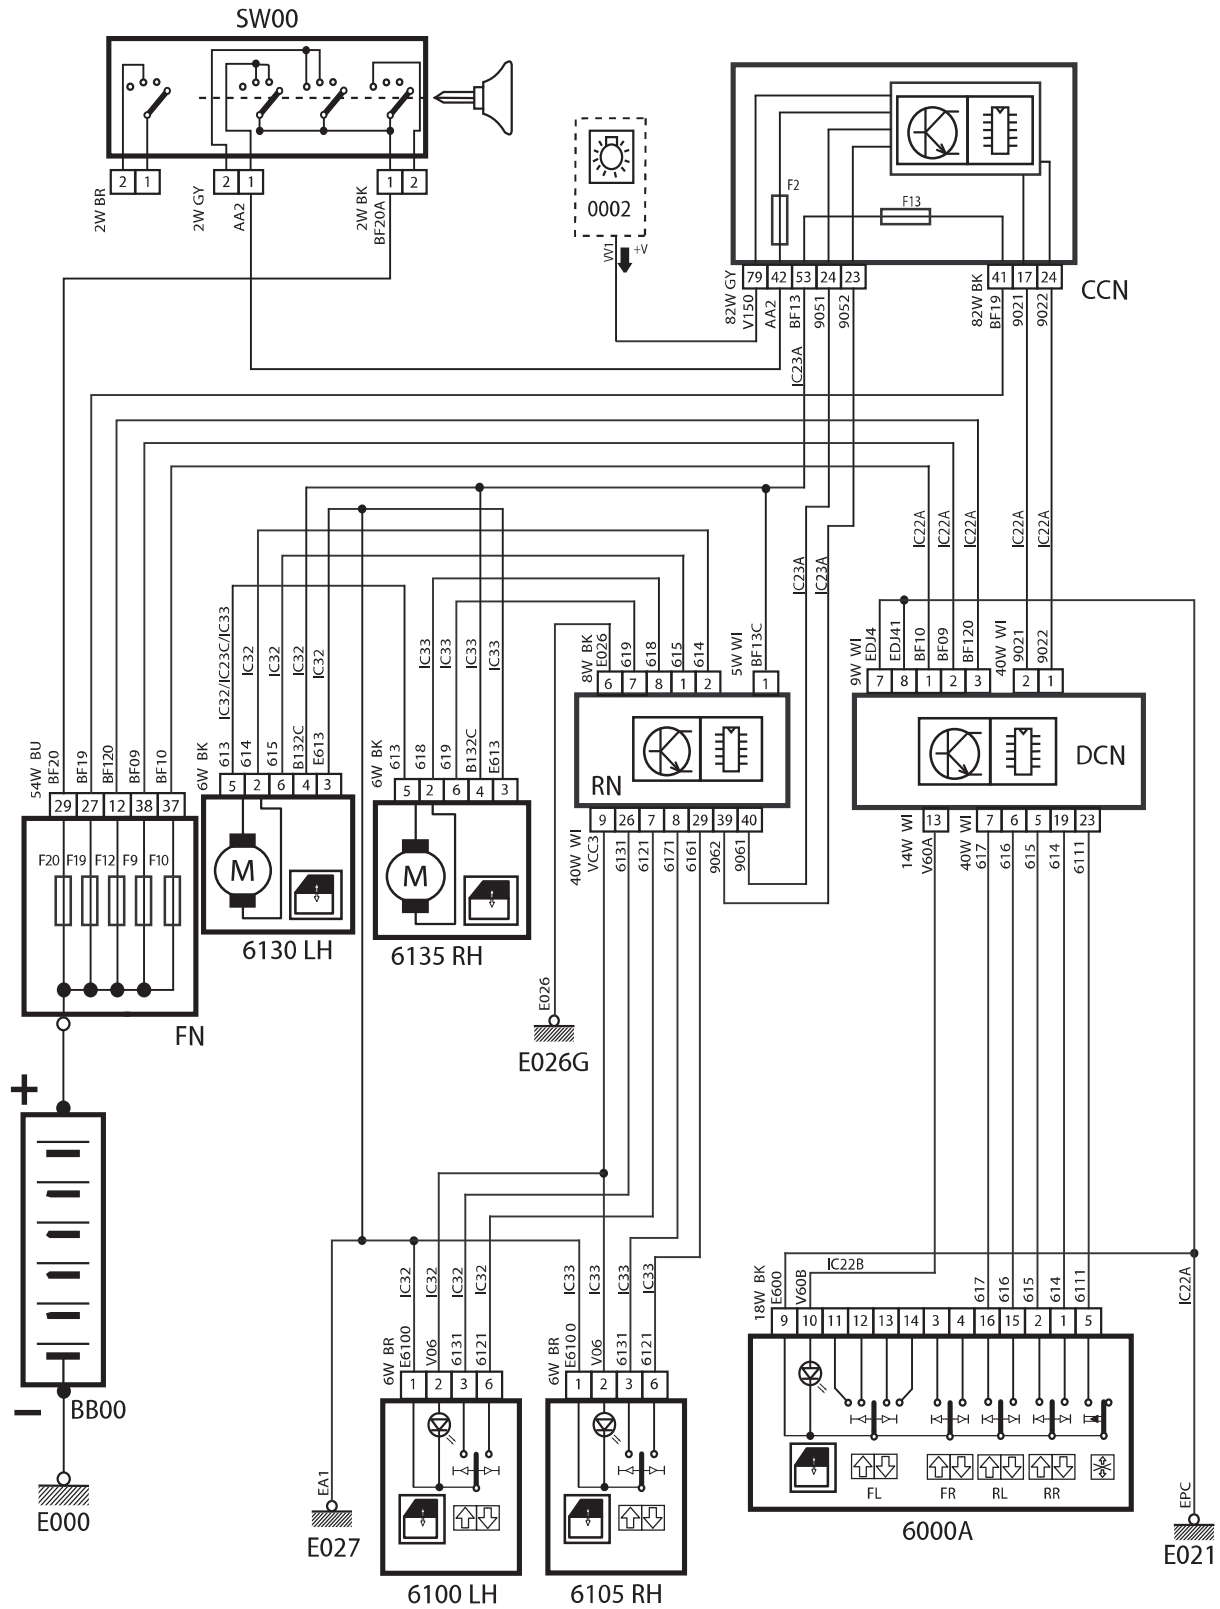 SW00
2 1
2 1
1 2
2W BR
2W GY
AA2
2W BK
BF20A
0002
VV1
+V
F2
F13
79 42 53 24 23
41 17 24
CCN
82W GY
V150
AA2
BF13
9051
9052
82W BK
BF19
9021
9022
IC23A
IC22A
IC22A
IC22A
IC22A
IC22A
IC23A
IC23A
IC32/IC23C/IC33
IC32
IC32
IC32
IC32
IC33
IC33
IC33
IC33
8W BK
E026
619
618
615
614
5W WI
BF13C
9W WI
EDJ4
EDJ41
BF10
BF09
BF120
40W WI
9021
9022
6 7 8 1 2
1
7 8 1 2 3
2 1
54W BU
BF20
BF19
BF120
BF09
BF10
6W BK
613
614
615
B132C
E613
6W BK
613
618
619
B132C
E613
RN
DCN
29 27 12 38 37
5 2 6 4 3
5 2 6 4 3
9 26 7 8 29 39 40
13
7 6 5 19 23
F20 F19 F12 F9 F10
M
M
40W WI
VCC3
6131
6121
6171
6161
9062
9061
14W WI
V60A
40W WI
617
616
615
614
6111
6130 LH
6135 RH
FN
E026
E026G
+
IC32
IC32
IC32
IC32
IC33
IC33
IC33
IC33
IC22B
IC22A
18W BK
E600
V60B
617
616
615
614
6111
9 10 11 12 13 14 3 4 16 15 2 1 5
6W BR
E6100
V06
6131
6121
6W BR
E6100
V06
6131
6121
1 2 3 6
1 2 3 6
−
BB00
E000
EA1
E027
FL FR RL RR
6000A
EPC
E021
6100 LH
6105 RH